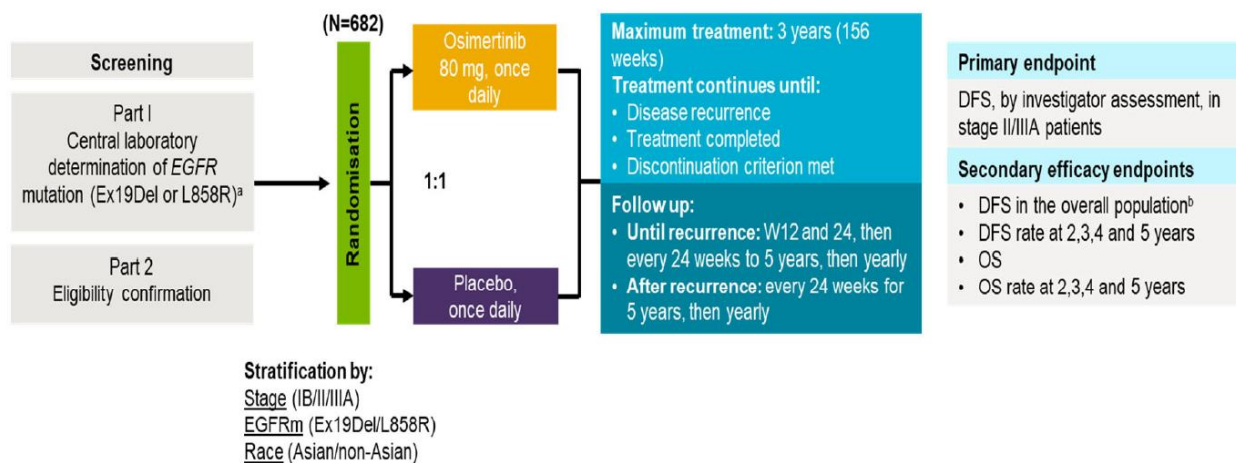 (N=682)
Screening
Part I
Central laboratory
determination of EGFR
mutation (Ex19Del or L858R)ᵃ
Part 2
Eligibility confirmation
Randomisation
Osimertinib
80 mg, once
daily
1:1
Placebo,
once daily
Stratification by:
Stage (IB/II/IIIA)
EGFRm (Ex19Del/L858R)
Race (Asian/non-Asian)
Maximum treatment: 3 years (156
weeks)
Treatment continues until:
• Disease recurrence
• Treatment completed
• Discontinuation criterion met
Follow up:
• Until recurrence: W12 and 24, then
every 24 weeks to 5 years, then yearly
• After recurrence: every 24 weeks for
5 years, then yearly
Primary endpoint
DFS, by investigator assessment, in
stage II/IIIA patients
Secondary efficacy endpoints
• DFS in the overall populationᵇ
• DFS rate at 2,3,4 and 5 years
• OS
• OS rate at 2,3,4 and 5 years